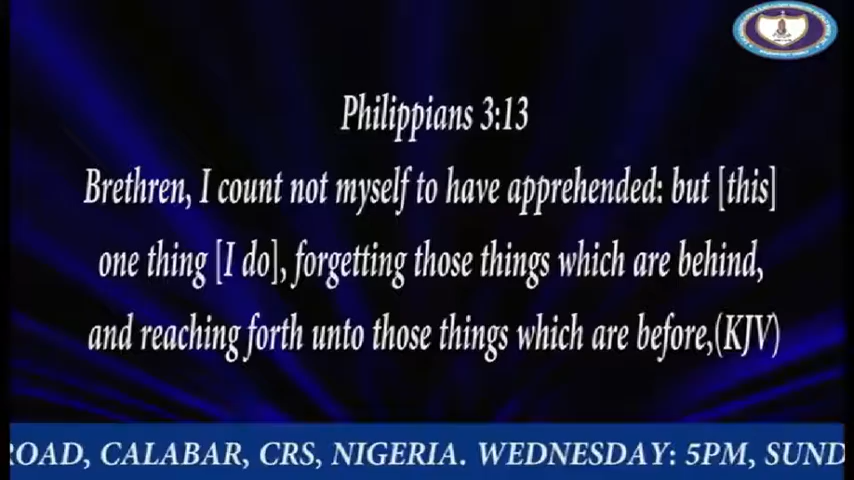 Philippians 3:13
Brethren, I count not myself to have apprehended: but [this]
one thing [I do], forgetting those things which are behind,
and reaching forth unto those things which are before,(KJV)
ROAD, CALABAR, CRS, NIGERIA. WEDNESDAY: 5PM, SUND